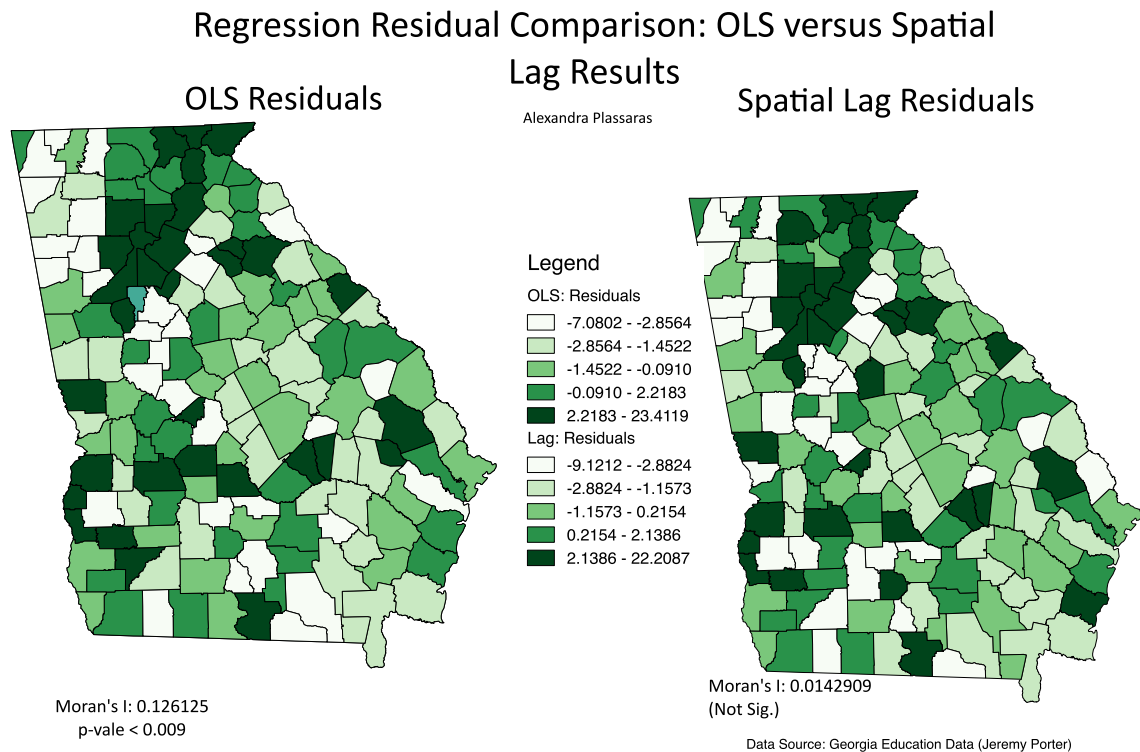 Regression Residual Comparison: OLS versus Spatial
Lag Results
OLS Residuals
Spatial Lag Residuals
Alexandra Plassaras
Legend
OLS: Residuals
-7.0802 - -2.8564
-2.8564 - -1.4522
-1.4522 - -0.0910
-0.0910 - 2.2183
2.2183 - 23.4119
Lag: Residuals
-9.1212 - -2.8824
-2.8824 - -1.1573
-1.1573 - 0.2154
0.2154 - 2.1386
2.1386 - 22.2087
Moran's I: 0.126125
p-vale < 0.009
Moran's I: 0.0142909
(Not Sig.)
Data Source: Georgia Education Data (Jeremy Porter)